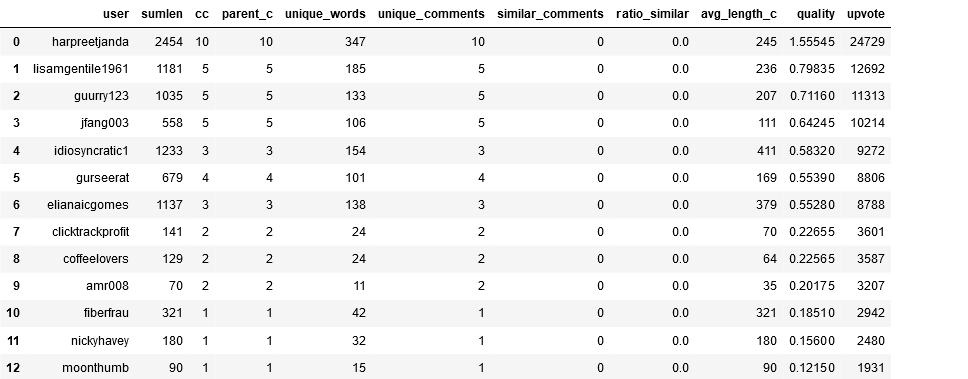 user sumlen cc parent_c unique_words unique_comments similar_comments ratio_similar avg_length_c quality upvote
0 harpreetjanda 2454 10 10 347 10 0 0.0 245 1.55545 24729
1 lisamgentile1961 1181 5 5 185 5 0 0.0 236 0.79835 12692
2 guurry123 1035 5 5 133 5 0 0.0 207 0.71160 11313
3 jfang003 558 5 5 106 5 0 0.0 111 0.64245 10214
4 idiosyncratic1 1233 3 3 154 3 0 0.0 411 0.58320 9272
5 gurseerat 679 4 4 101 4 0 0.0 169 0.55390 8806
6 elianaicgomes 1137 3 3 138 3 0 0.0 379 0.55280 8788
7 clicktrackprofit 141 2 2 24 2 0 0.0 70 0.22655 3601
8 coffeelovers 129 2 2 24 2 0 0.0 64 0.22565 3587
9 amr008 70 2 2 11 2 0 0.0 35 0.20175 3207
10 fiberfrau 321 1 1 42 1 0 0.0 321 0.18510 2942
11 nickyhavey 180 1 1 32 1 0 0.0 180 0.15600 2480
12 moonthumb 90 1 1 15 1 0 0.0 90 0.12150 1931